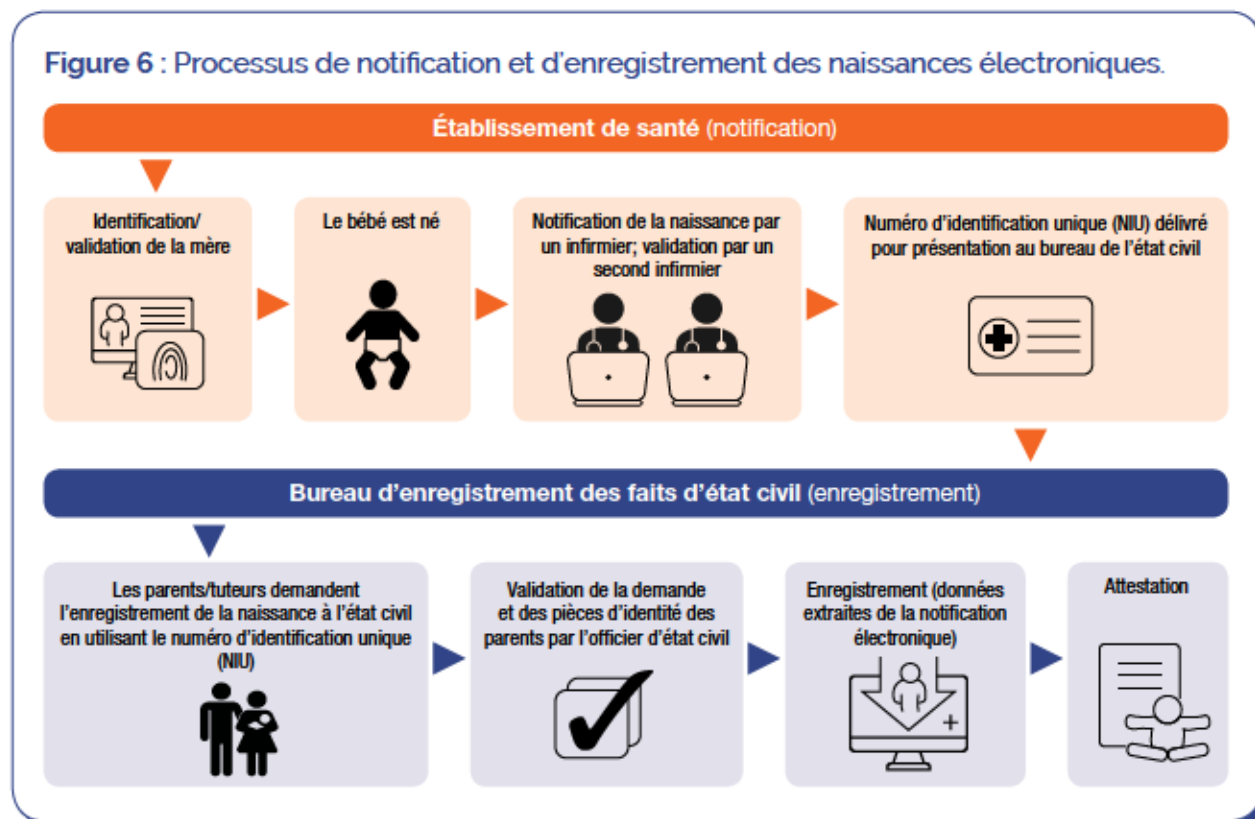 Figure 6 : Processus de notification et d'enregistrement des naissances électroniques.
Établissement de santé (notification)
Identification/
validation de la mère
Le bébé est né
Notification de la naissance par
un infirmier; validation par un
second infirmier
Numéro d'identification unique (NIU) délivré
pour présentation au bureau de l'état civil
Bureau d'enregistrement des faits d'état civil (enregistrement)
Les parents/tuteurs demandent
l'enregistrement de la naissance à l'état civil
en utilisant le numéro d'identification unique
(NIU)
Validation de la demande
et des pièces d'identité des
parents par l'officier d'état civil
Enregistrement (données
extraites de la notification
électronique)
Attestation